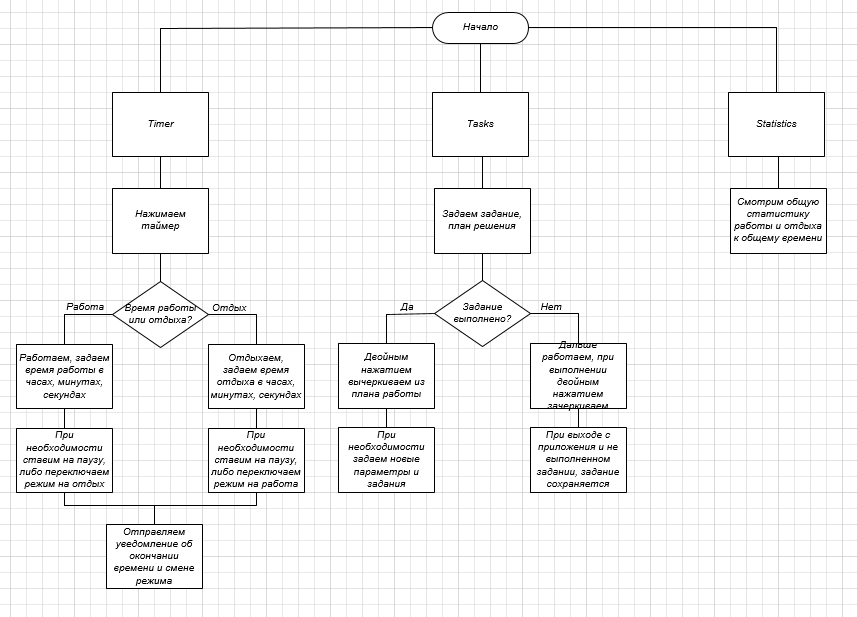 Начало
Timer
Tasks
Statistics
Нажимаем
таймер
Задаем задание,
план решения
Смотрим общую
статистику
работы и отдыха
к общему времени
Работа
Время работы
или отдыха?
Отдых
Да
Задание
выполнено?
Нет
Работаем, задаем
время работы в
часах, минутах,
секундах
Отдыхаем,
задаем время
отдыха в часах,
минутах, секундах
Двойным
нажатием
вычеркиваем из
плана работы
Дальше
работаем, при
выполнении
двойным
нажатием
зачеркиваем
При
необходимости
ставим на паузу,
либо переключаем
режим на отдых
При
необходимости
ставим на паузу,
либо переключаем
режим на работа
При
необходимости
задаем новые
параметры и
задания
При выходе с
приложения и не
выполненном
задании, задание
сохраняется
Отправляем
уведомление об
окончании
времени и смене
режима